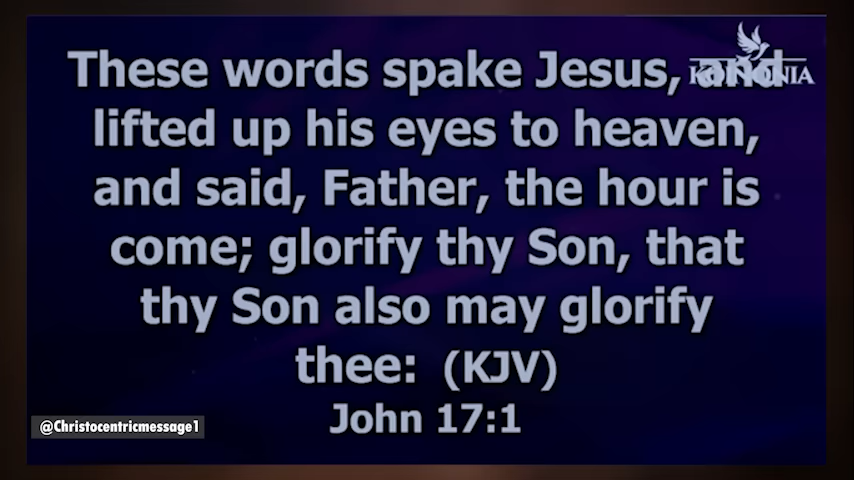 These words spake Jesus, and
KOINONIA
lifted up his eyes to heaven,
and said, Father, the hour is
come; glorify thy Son, that
thy Son also may glorify
thee: (KJV)
John 17:1
@Christocentricmessage1